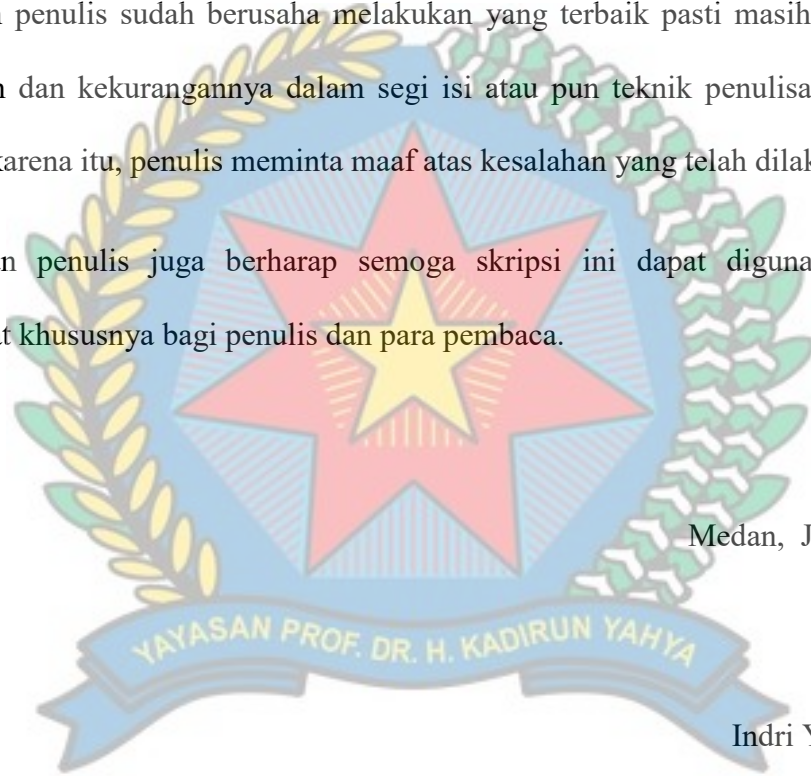 penulis sudah berusaha melakukan yang terbaik pasti masih
dan kekurangannya dalam segi isi atau pun teknik penulisa
karena itu, penulis meminta maaf atas kesalahan yang telah dilak
n penulis juga berharap semoga skripsi ini dapat diguna
t khususnya bagi penulis dan para pembaca.
Medan, J
YAYASAN PROF. DR. H. KADIRUN YAHYA
Indri Y